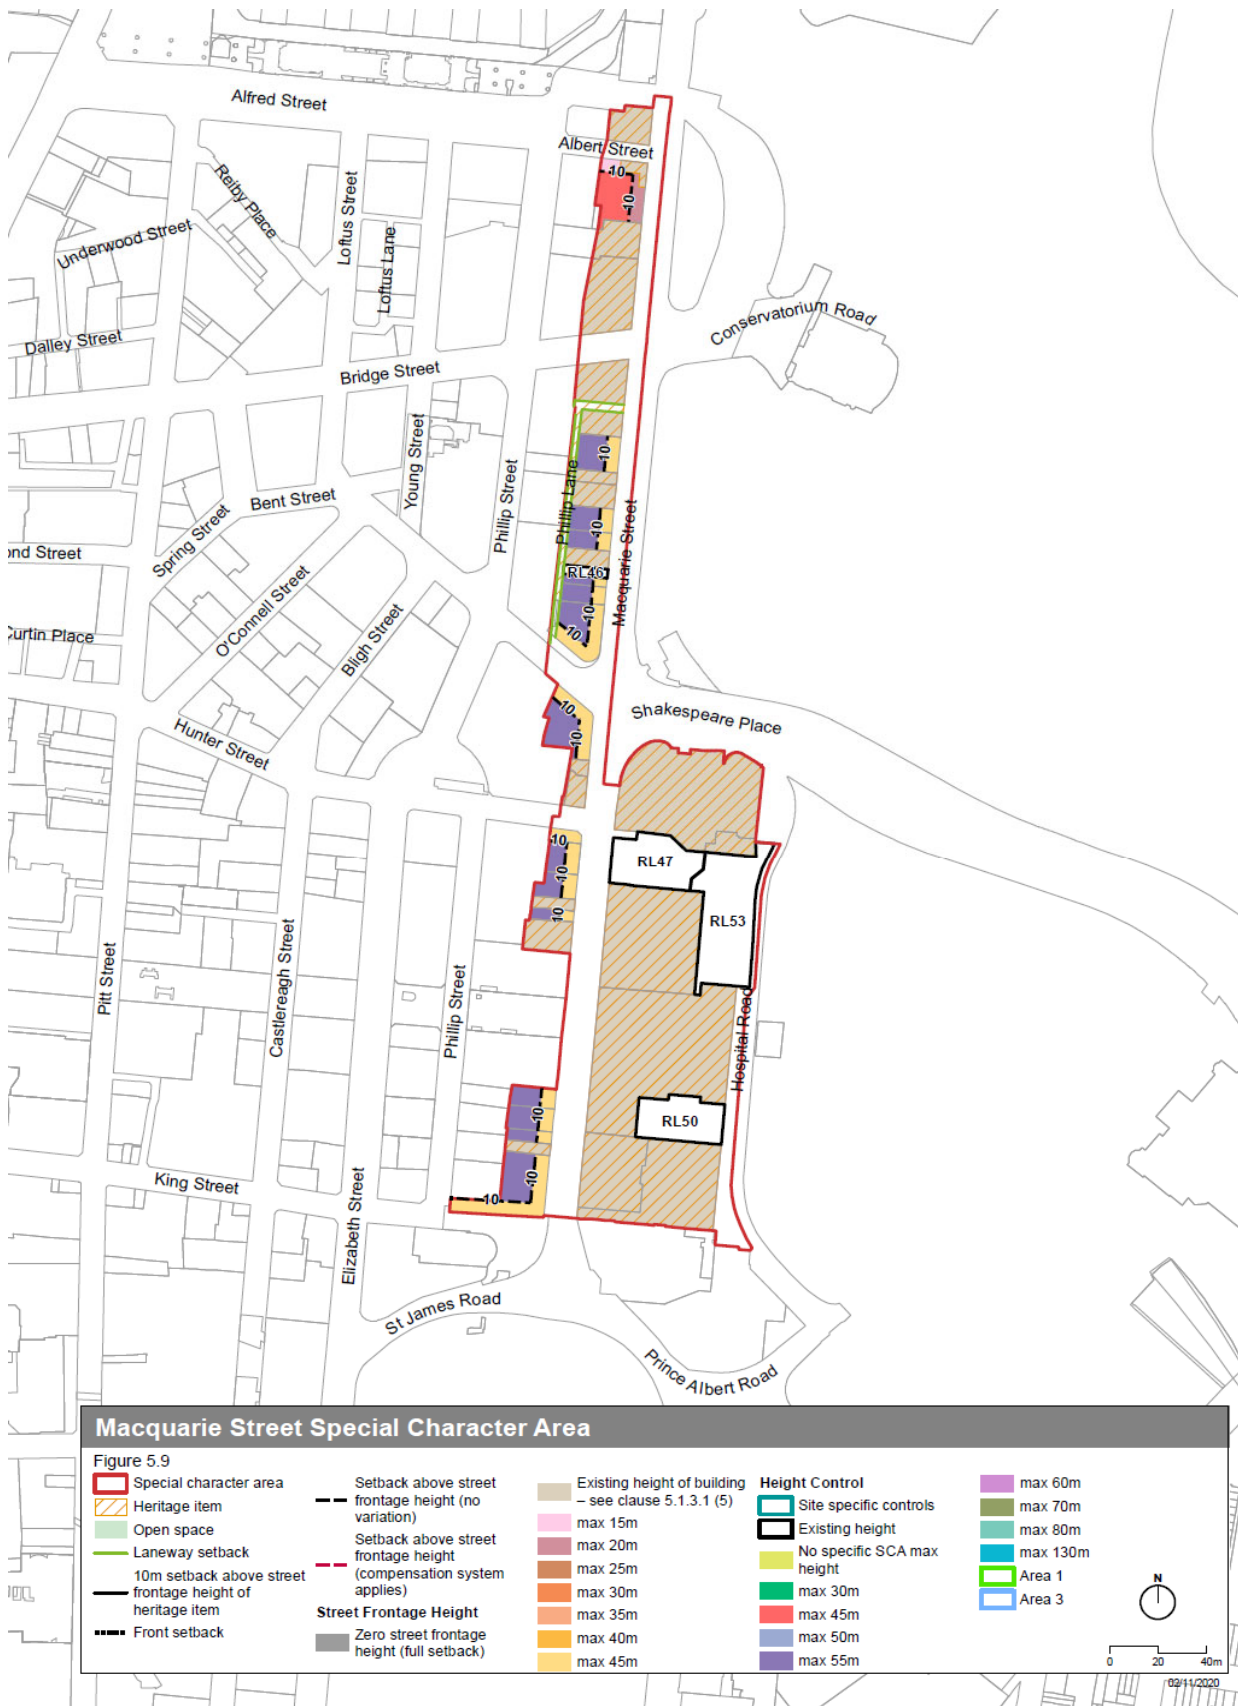 Alfred Street
Albert Street
10
10
Reiby Place
Loftus Street
Underwood Street
Loftus Lane
Conservatorium Road
Dalley Street
Bridge Street
Young Street
Phillip Street
10
Phillip Lane
Bent Street
Spring Street
10
Macquarie Street
ond Street
RL46
O'Connell Street
10
10
Curtin Place
Bligh Street
10
Shakespeare Place
Hunter Street
10
10
RL47
10
10
RL53
Pitt Street
Castlereagh Street
Phillip Street
Hospital Road
10
RL50
King Street
10
10
Elizabeth Street
St James Road
Prince Albert Road
Macquarie Street Special Character Area
Figure 5.9
Special character area
Heritage item
Open space
Laneway setback
10m setback above street
frontage height of
heritage item
Front setback
Setback above street
frontage height (no
variation)
Setback above street
frontage height
(compensation system
applies)
Street Frontage Height
Zero street frontage
height (full setback)
Existing height of building
– see clause 5.1.3.1 (5)
max 15m
max 20m
max 25m
max 30m
max 35m
max 40m
max 45m
Height Control
Site specific controls
Existing height
No specific SCA max
height
max 30m
max 45m
max 50m
max 55m
max 60m
max 70m
max 80m
max 130m
Area 1
Area 3
N
0 20 40m
02/11/2020